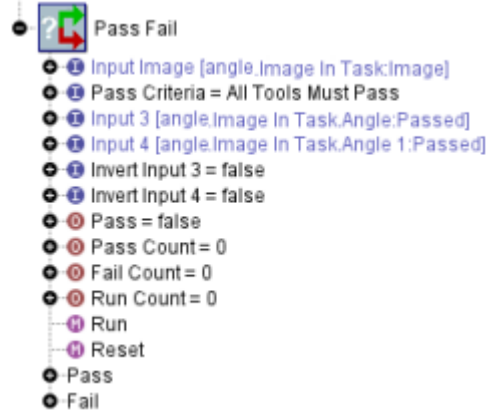 Pass Fail
Input Image [angle.Image In Task:Image]
Pass Criteria = All Tools Must Pass
Input 3 [angle.Image In Task.Angle:Passed]
Input 4 [angle.Image In Task.Angle 1:Passed]
Invert Input 3 = false
Invert Input 4 = false
Pass = false
Pass Count = 0
Fail Count = 0
Run Count = 0
Run
Reset
Pass
Fail